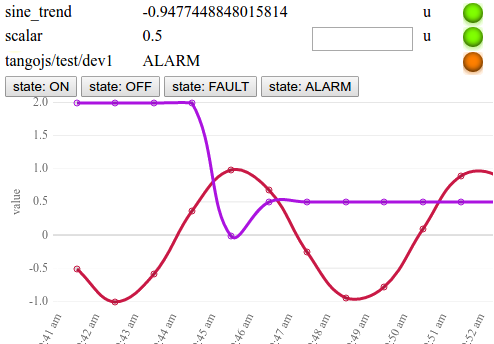 sine_trend -0.9477448848015814 u
scalar 0.5 u
tangojs/test/dev1 ALARM
state: ON state: OFF state: FAULT state: ALARM
2.0
1.5
1.0
0.5
0
-0.5
-1.0
value
:41 am :42 am :43 am :44 am :45 am :46 am :47 am :48 am :49 am :50 am :51 am :52 am